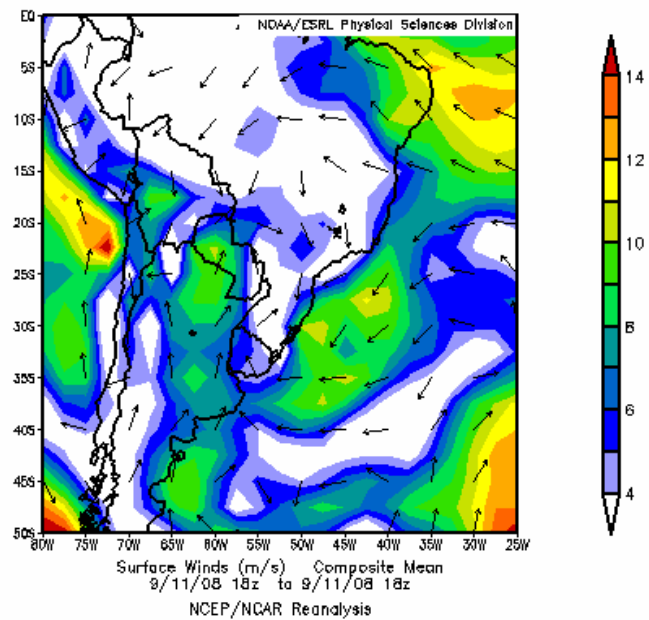 NOAA/ESRL Physical Sciences Division
EQ
5S
10S
15S
20S
25S
30S
35S
40S
45S
50S
80W 75W 70W 65W 60W 55W 50W 45W 40W 35W 30W 25W
14
12
10
8
6
4
Surface Winds (m/s) Composite Mean
9/11/08 18z to 9/11/08 18z
NCEP/NCAR Reanalysis